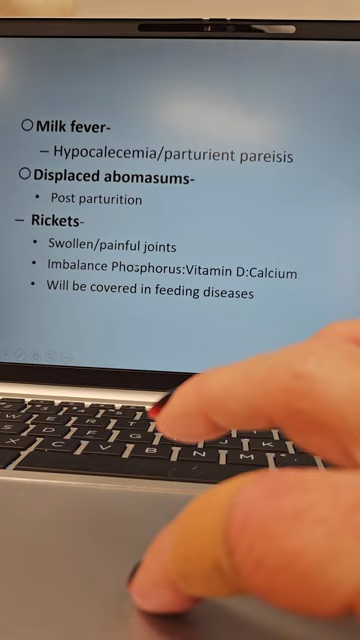 Milk fever-
– Hypocalecemia/parturient pareisis
Displaced abomasums-
• Post parturition
– Rickets-
• Swollen/painful joints
• Imbalance Phosphorus:Vitamin D:Calcium
• Will be covered in feeding diseases
E R T
D F G J K
X C V B N M